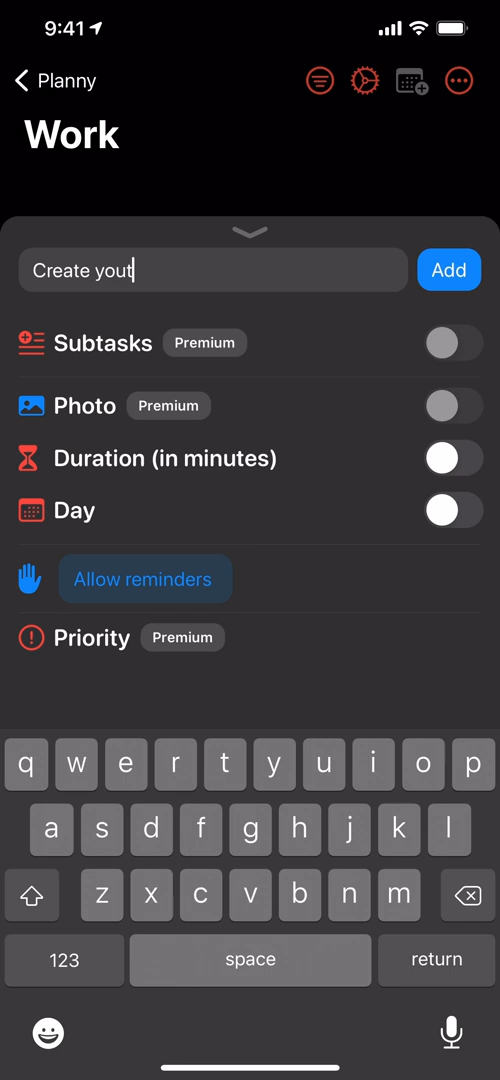 9:41
Planny
Work
Create yout
Add
Subtasks Premium
Photo Premium
Duration (in minutes)
Day
Allow reminders
Priority Premium
q w e r t y u i o p
a s d f g h j k l
z x c v b n m
123 space return